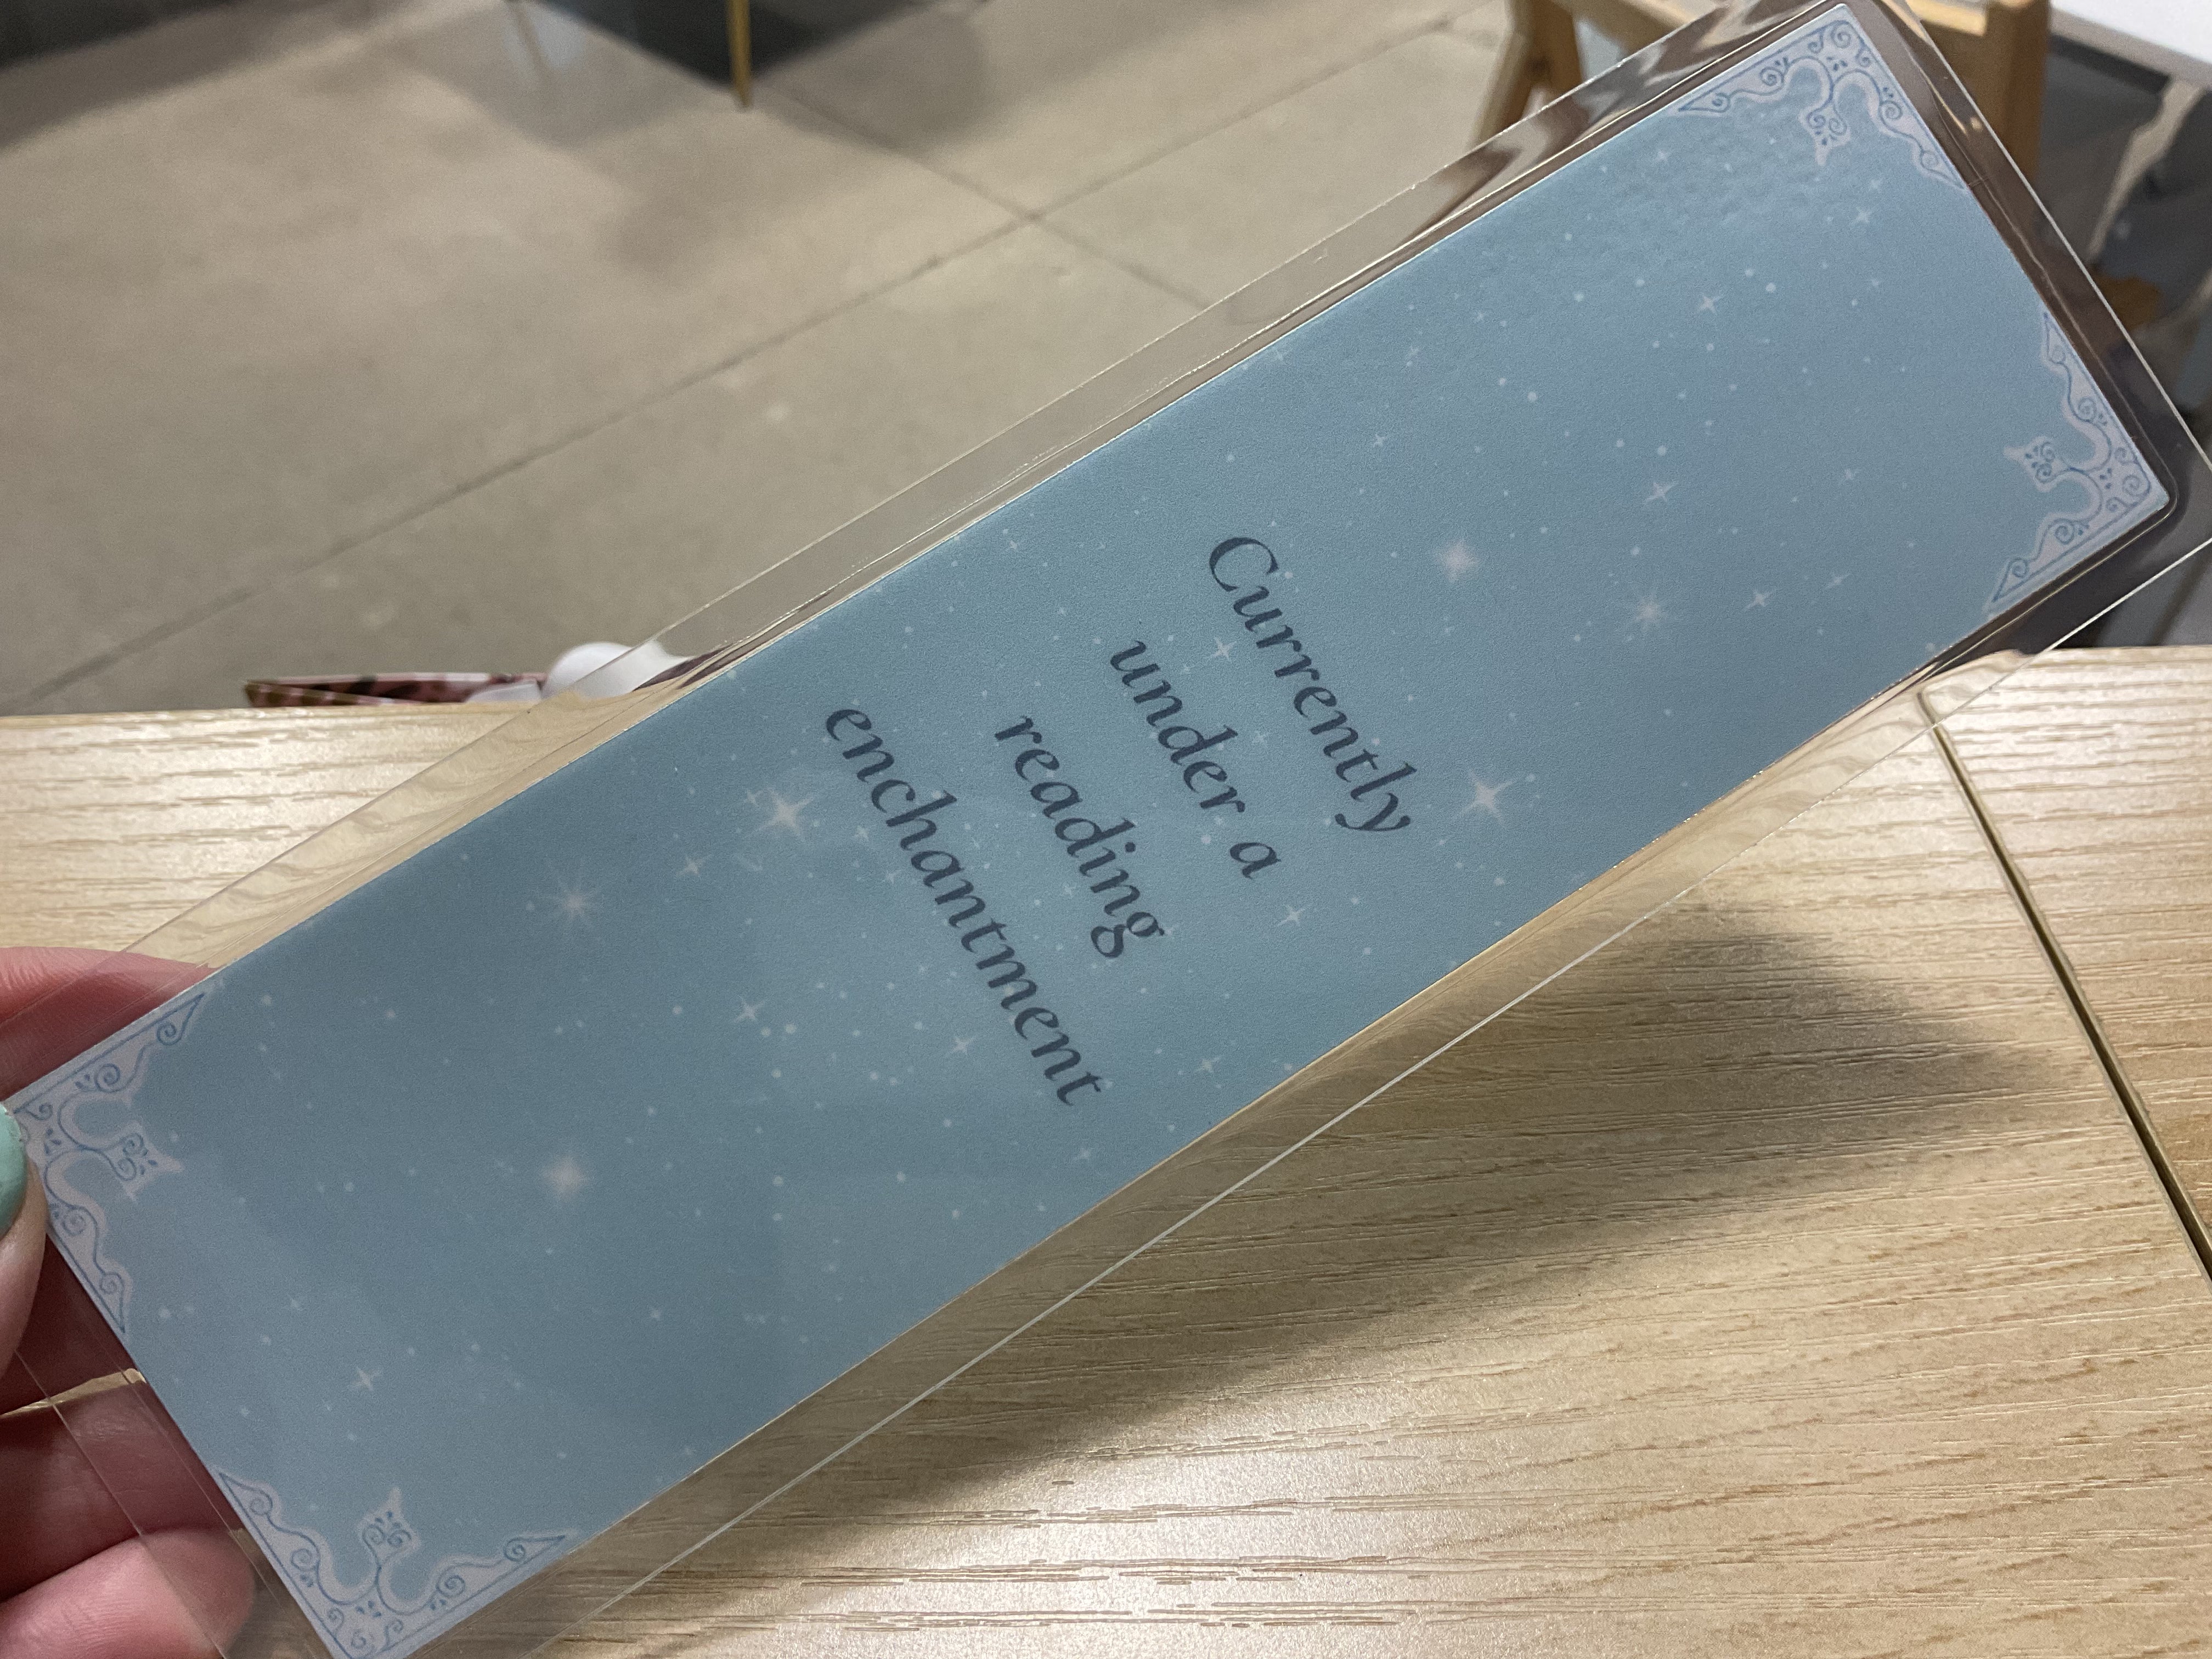 Currently
under a
reading
enchantment